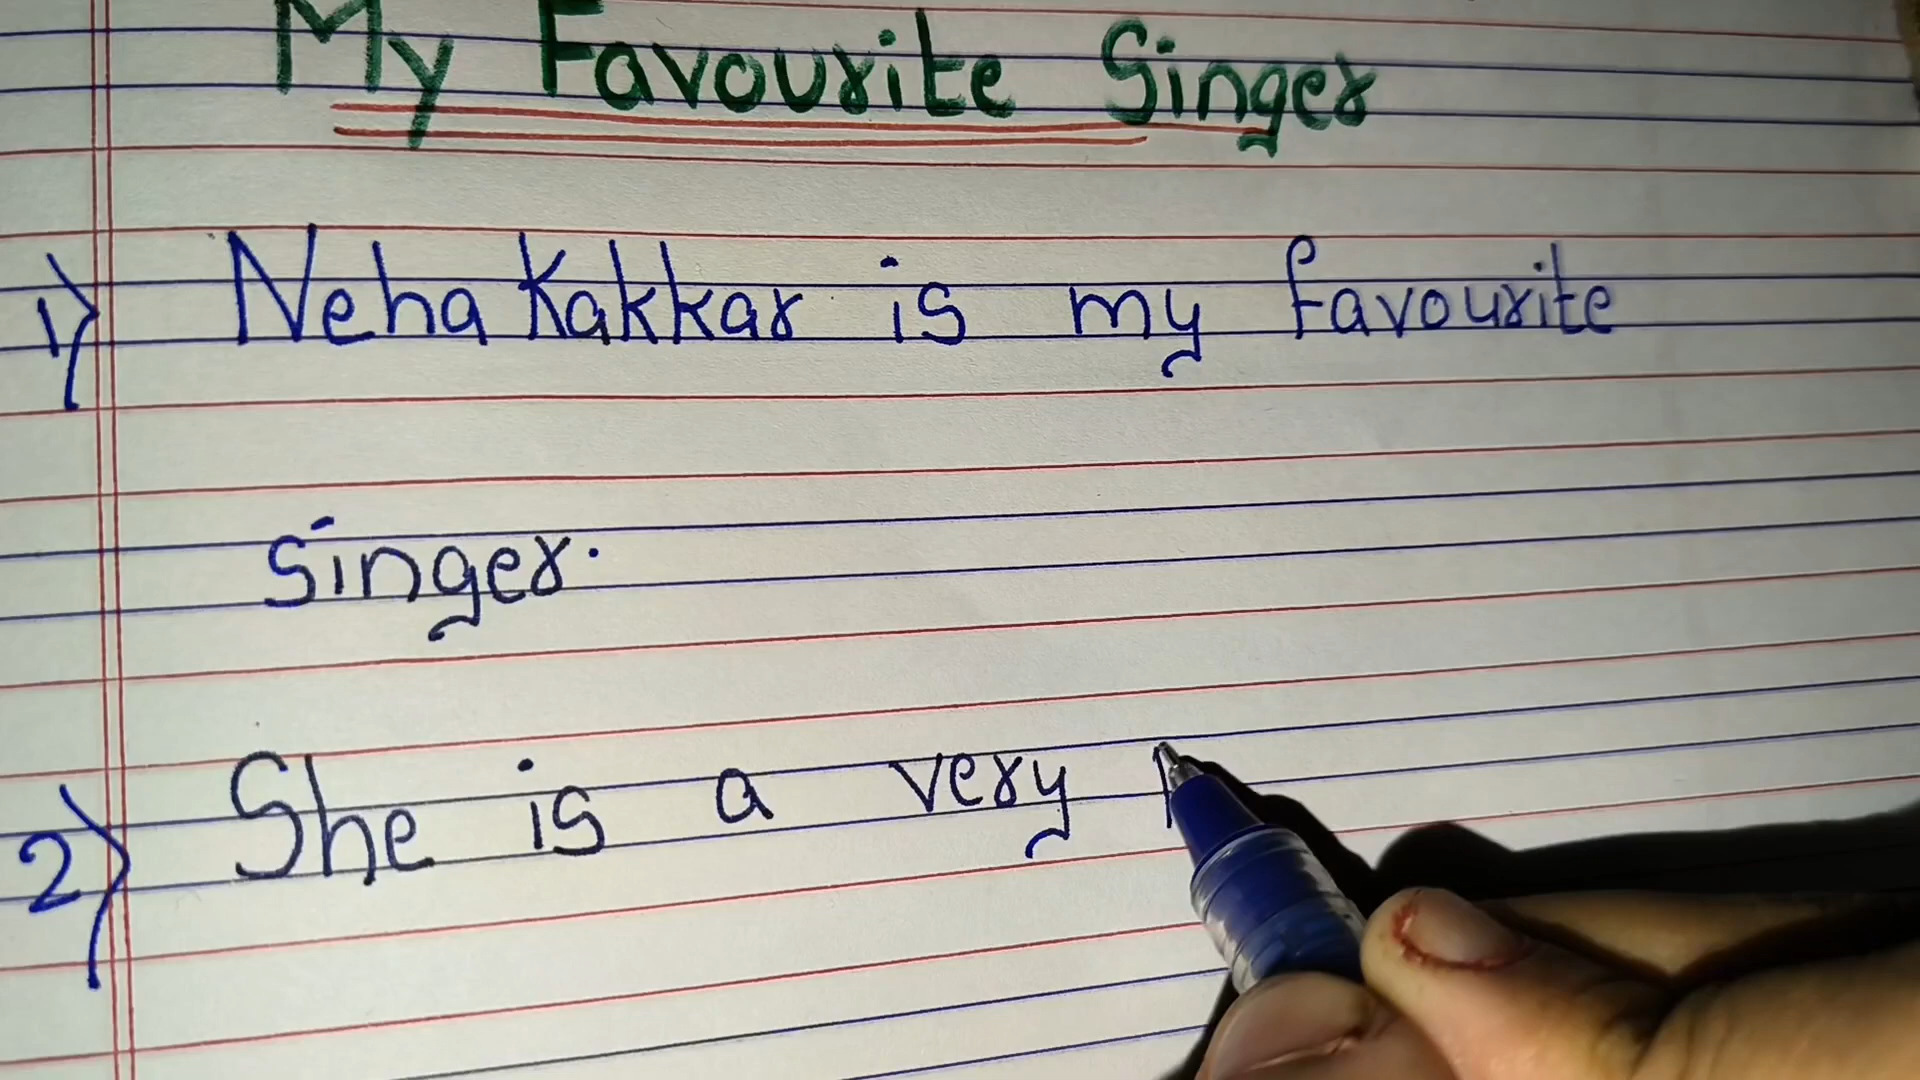 My Favourite Singer
1) Neha Kakkar is my favourite
singer.
2) She is a very